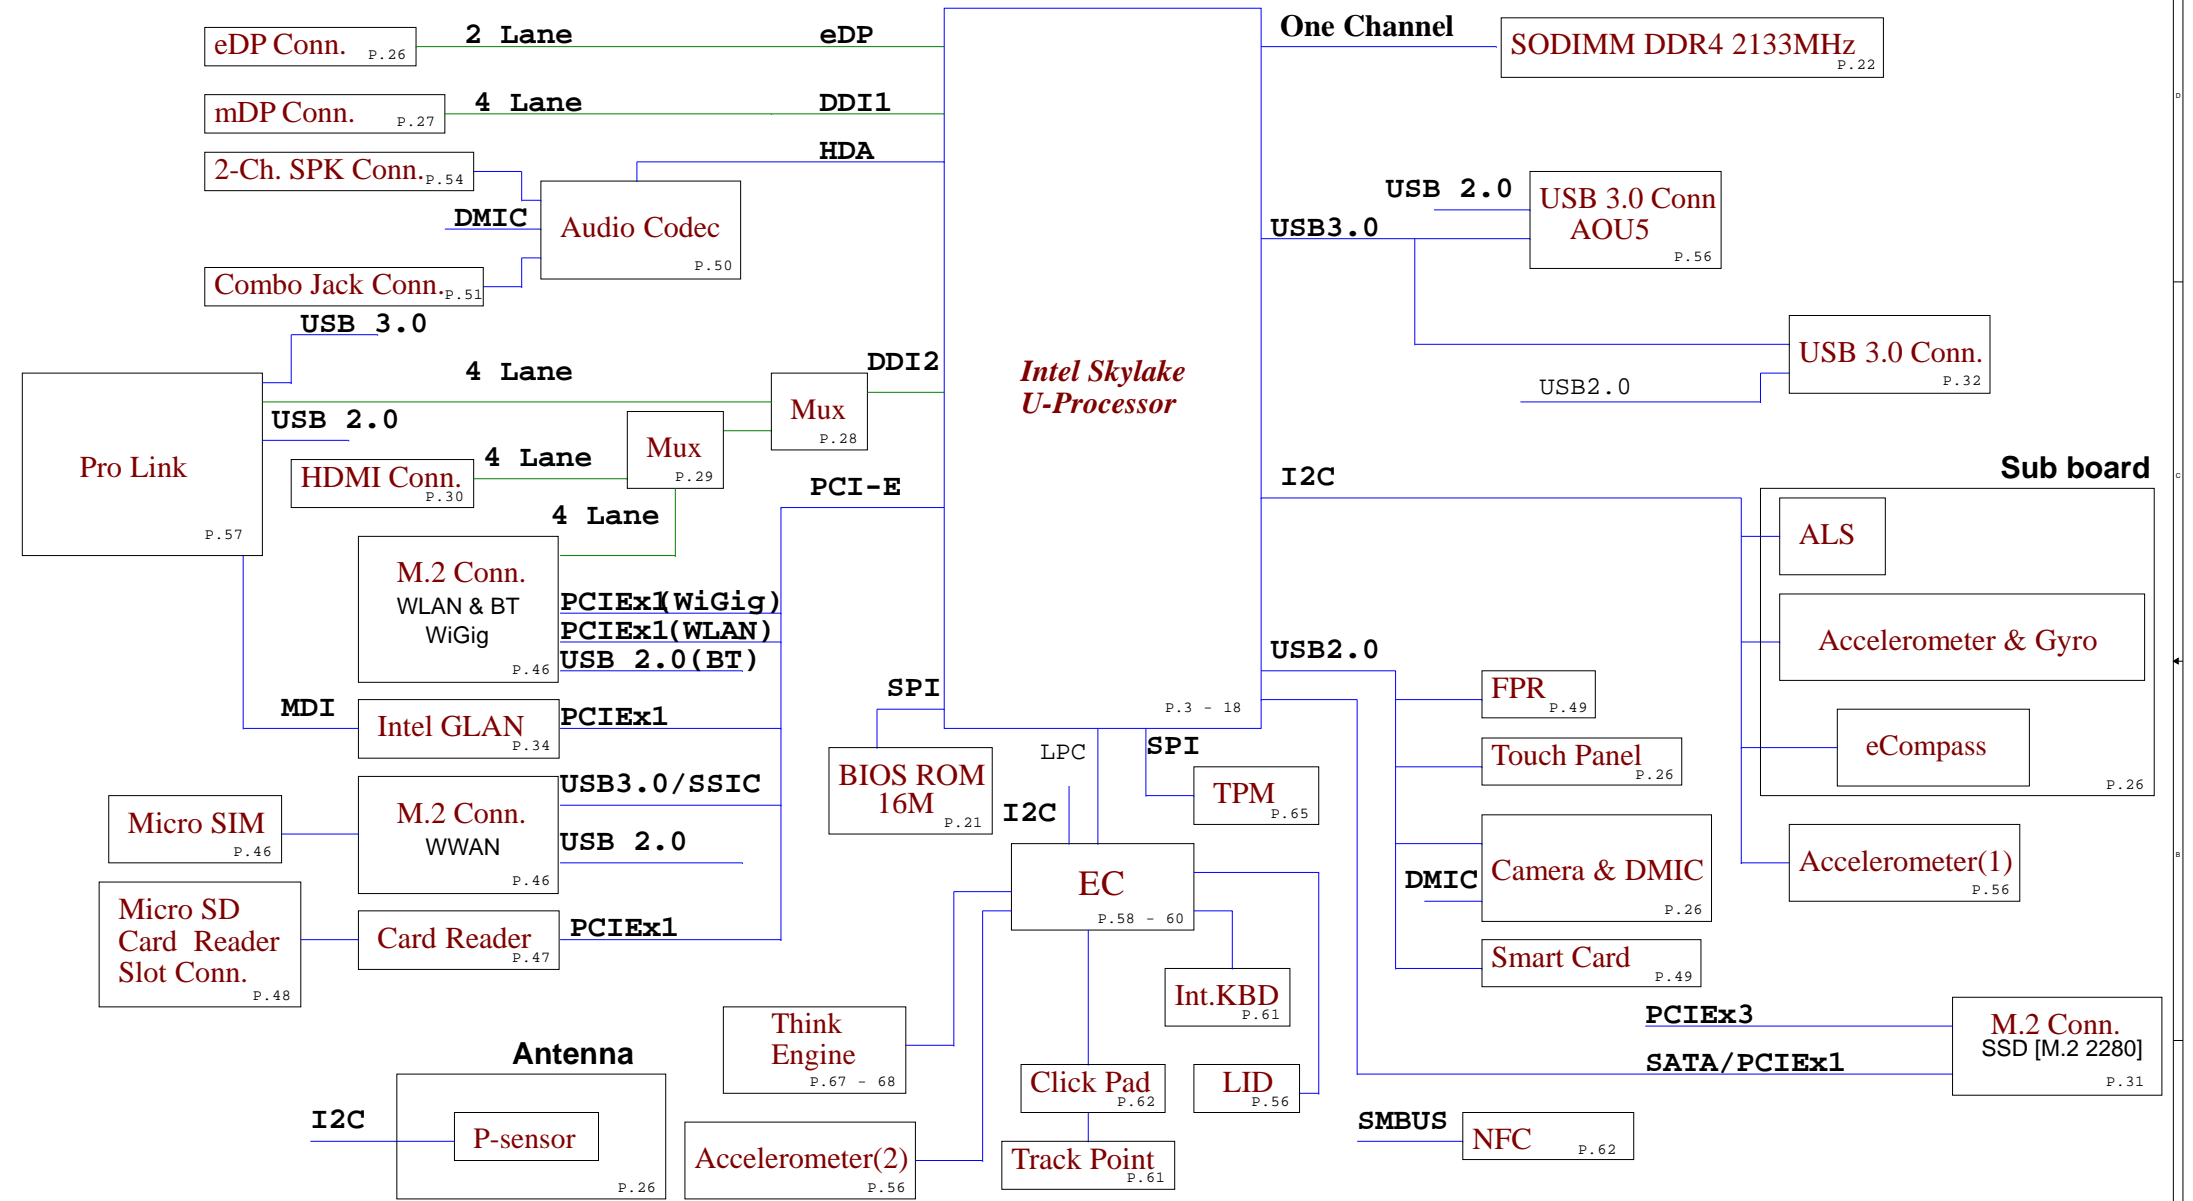 eDP Conn.
P.26
2 Lane
eDP
One Channel
SODIMM DDR4 2133MHz
P.22
mDP Conn.
P.27
4 Lane
DDI1
HDA
2-Ch. SPK Conn.
P.54
DMIC
Audio Codec
P.50
Combo Jack Conn.
P.51
USB 2.0
USB 3.0 Conn
AOU5
P.56
USB3.0
USB 3.0 Conn.
P.32
USB2.0
USB 3.0
4 Lane
DDI2
Mux
P.28
USB 2.0
Pro Link
P.57
Mux
P.29
HDMI Conn.
P.30
4 Lane
4 Lane
PCI-E
Intel Skylake
U-Processor
P.3 - 18
I2C
Sub board
ALS
Accelerometer & Gyro
eCompass
P.26
Accelerometer(1)
P.56
M.2 Conn.
WLAN & BT
WiGig
P.46
PCIEx1(WiGig)
PCIEx1(WLAN)
USB 2.0(BT)
MDI
Intel GLAN
P.34
PCIEx1
SPI
BIOS ROM
16M
P.21
LPC
I2C
SPI
TPM
P.65
USB2.0
FPR
P.49
Touch Panel
P.26
DMIC
Camera & DMIC
P.26
Smart Card
P.49
Micro SIM
P.46
M.2 Conn.
WWAN
P.46
USB3.0/SSIC
USB 2.0
Micro SD
Card Reader
Slot Conn.
P.48
Card Reader
P.47
PCIEx1
EC
P.58 - 60
Int.KBD
P.61
Think
Engine
P.67 - 68
Click Pad
P.62
LID
P.56
PCIEx3
SATA/PCIEx1
M.2 Conn.
SSD [M.2 2280]
P.31
Antenna
I2C
P-sensor
P.26
Accelerometer(2)
P.56
Track Point
P.61
SMBUS
NFC
P.62
D
C
B